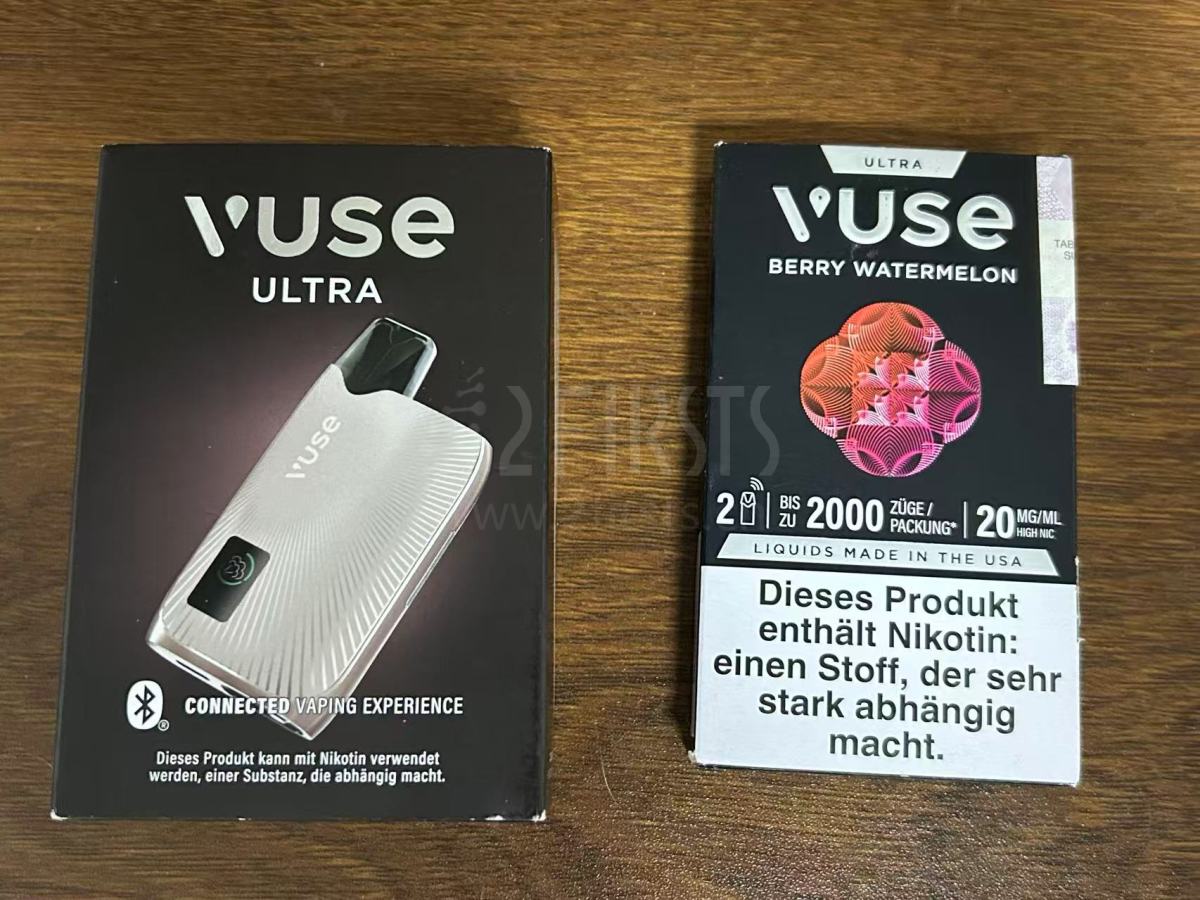 vuse
ULTRA
vuse
CONNECTED VAPING EXPERIENCE
Dieses Produkt kann mit Nikotin verwendet
werden, einer Substanz, die abhängig macht.
ULTRA
vuse
BERRY WATERMELON
2
BIS ZU 2000 ZÜGE/ PACKUNG*
20 MG/ML HIGH NIC
LIQUIDS MADE IN THE USA
Dieses Produkt
enthält Nikotin:
einen Stoff, der sehr
stark abhängig
macht.
2FIRSTS